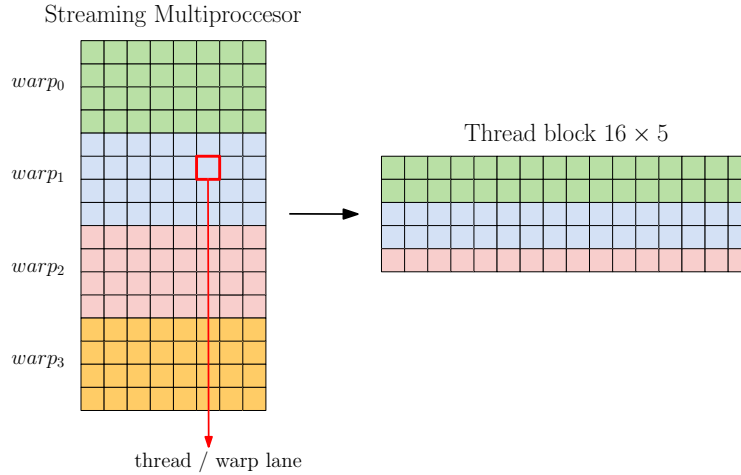 Streaming Multiproccesor
warp₀
warp₁
Thread block 16 × 5
warp₂
warp₃
thread / warp lane